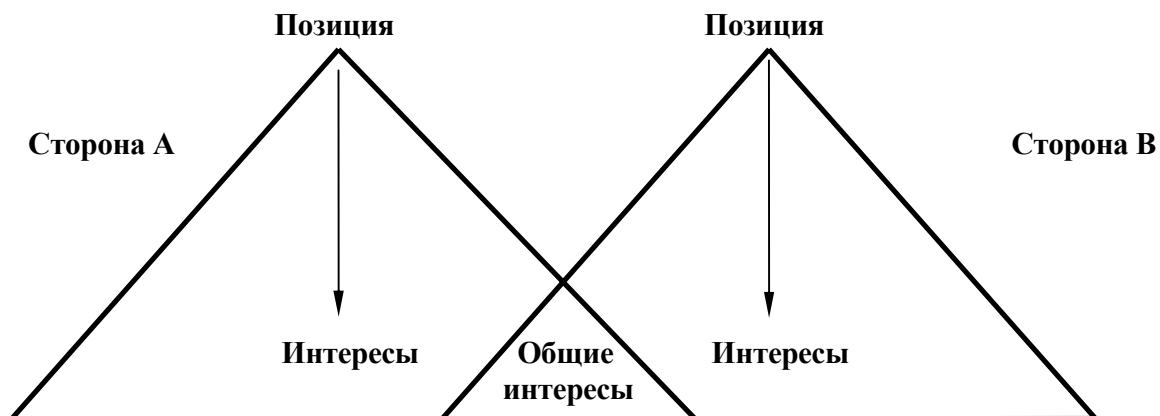 Позиция
Позиция
Сторона А
Сторона В
Интересы
Общие
интересы
Интересы